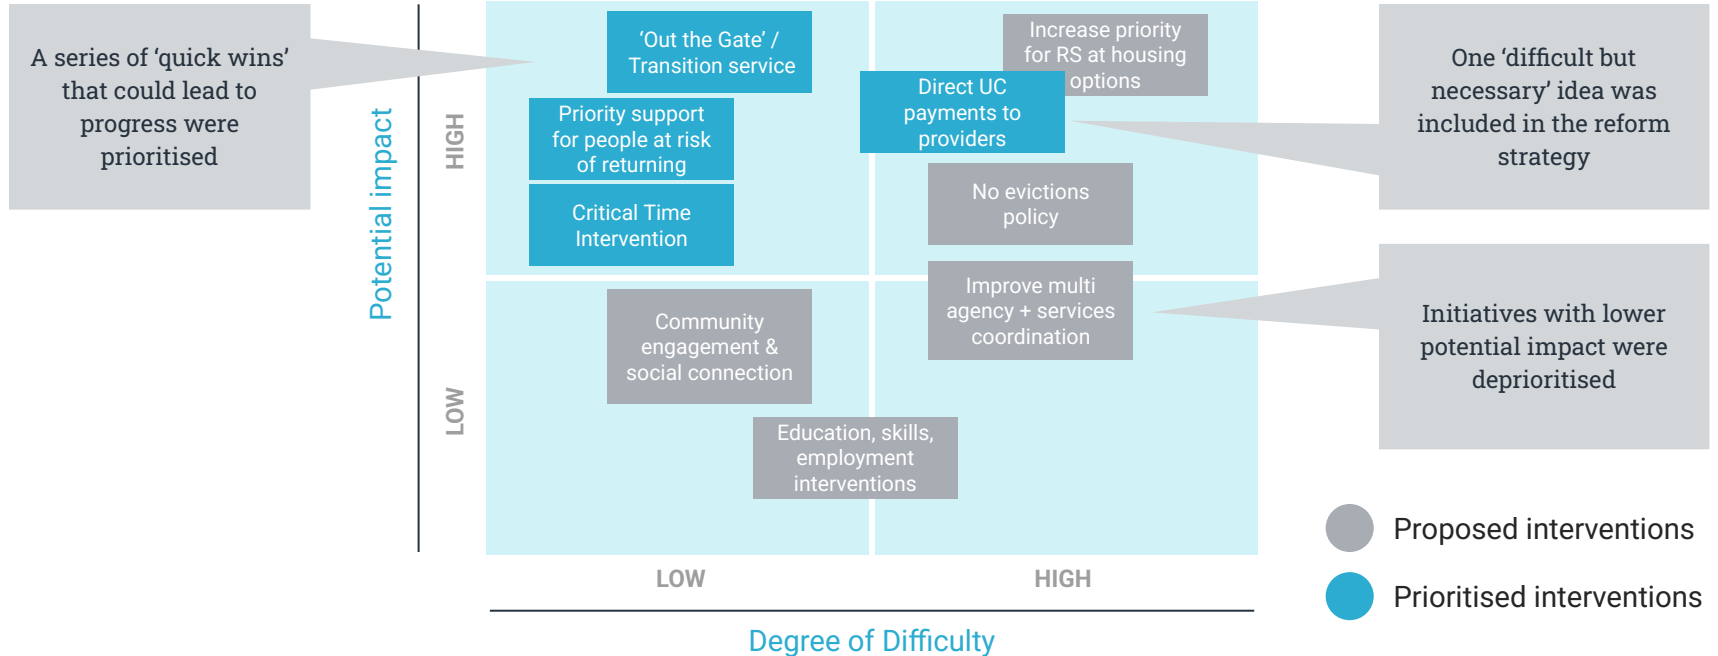 A series of ‘quick wins’
that could lead to
progress were
prioritised
Potential impact
HIGH
LOW
‘Out the Gate’ /
Transition service
Priority support
for people at risk
of returning
Critical Time
Intervention
Increase priority
for RS at housing
options
Direct UC
payments to
providers
No evictions
policy
Improve multi
agency + services
coordination
Community
engagement &
social connection
Education, skills,
employment
interventions
One ‘difficult but
necessary’ idea was
included in the reform
strategy
Initiatives with lower
potential impact were
deprioritised
LOW
HIGH
Degree of Difficulty
Proposed interventions
Prioritised interventions